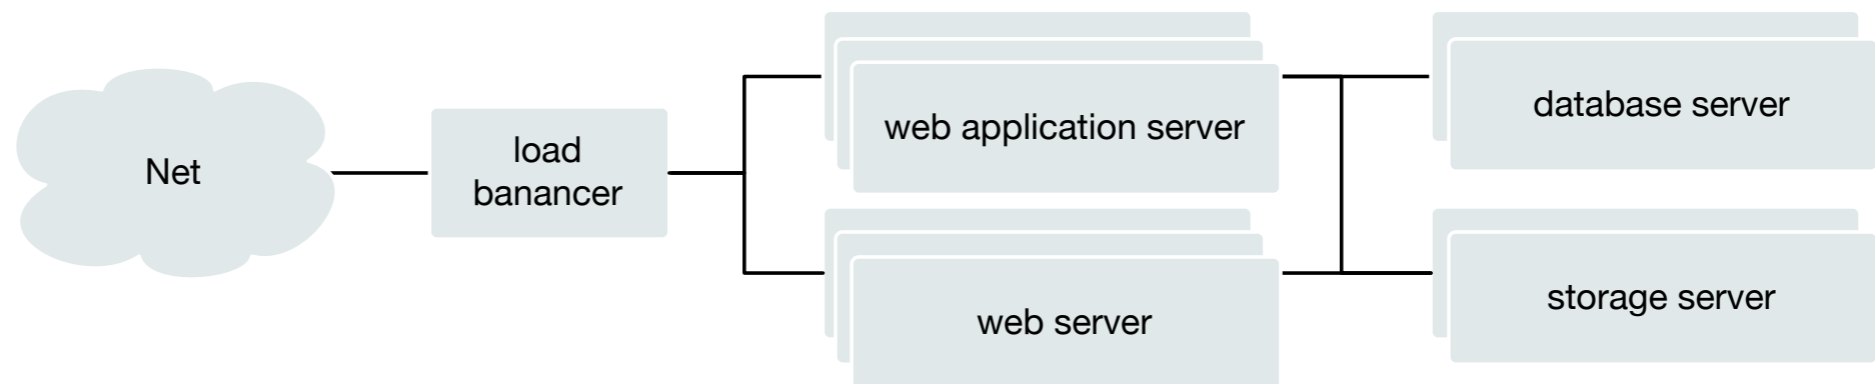 Net
load
banancer
web application server
web server
database server
storage server